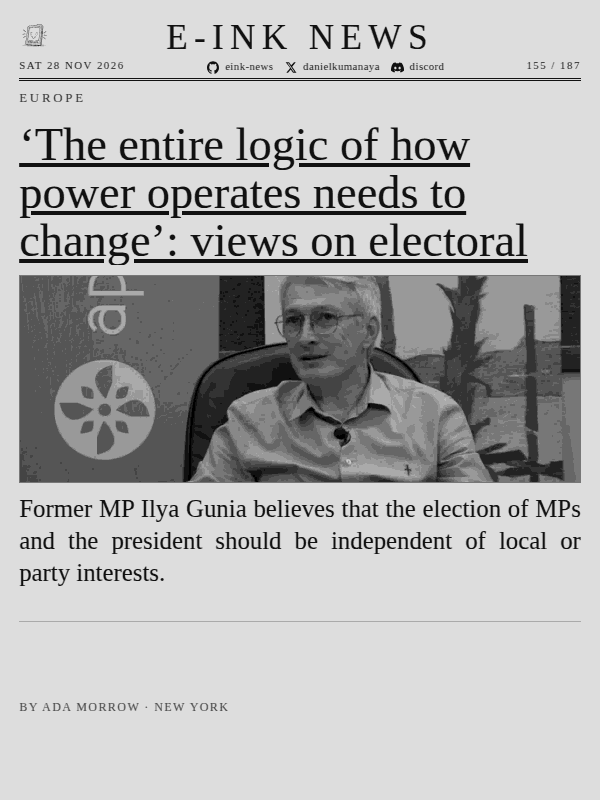 E-INK NEWS
SAT 28 NOV 2026
eink-news
danielkumanaya
discord
155 / 187
EUROPE
‘The entire logic of how
power operates needs to
change’: views on electoral
ap
Former MP Ilya Gunia believes that the election of MPs
and the president should be independent of local or
party interests.
BY ADA MORROW · NEW YORK